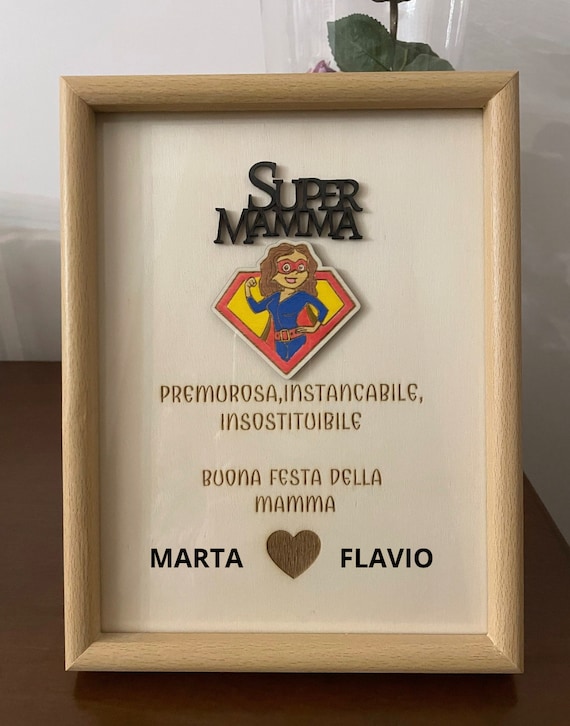 SUPER
MAMMA
PREMUROSA,INSTANCABILE,
INSOSTITUIBILE
BUONA FESTA DELLA
MAMMA
MARTA FLAVIO